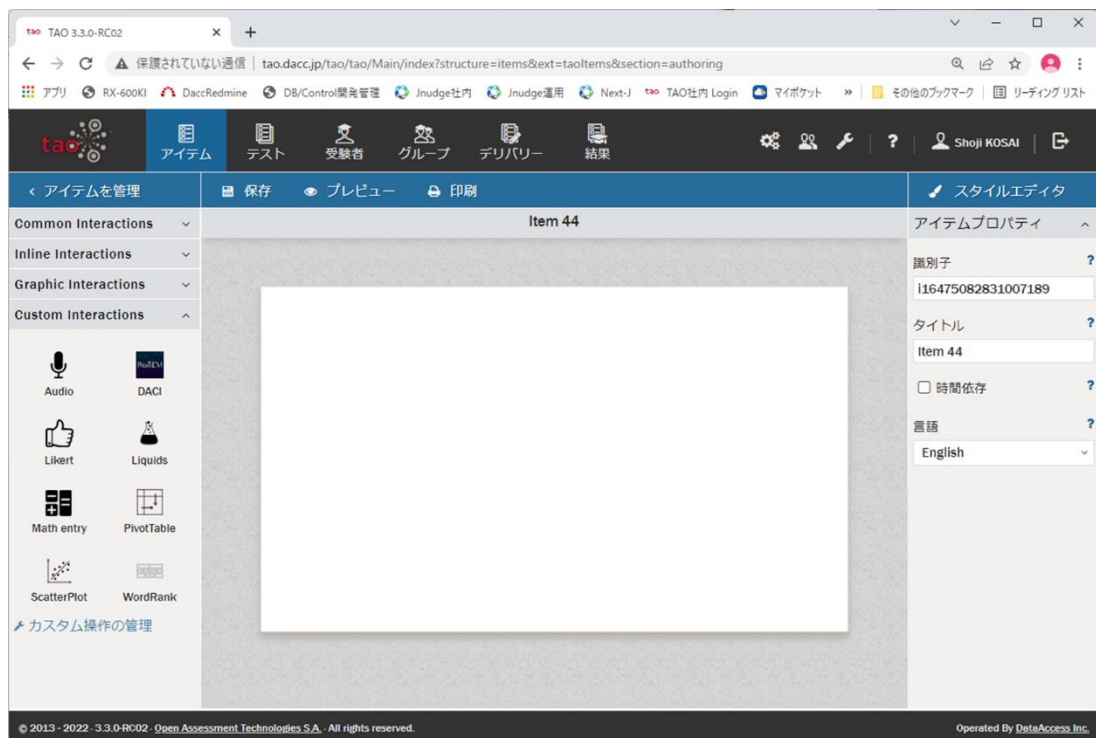 tao TAO 3.3.0-RC02
保護されていない通信 | tao.dacc.jp/tao/tao/Main/index?structure=items&ext=taoItems&section=authoring
アプリ RX-600KI DaccRedmine DB/Control開発管理 Jnudge社内 Jnudge運用 Next-J tao TAO社内 Login マイポケット » その他のブックマーク リーディング リスト
tao アイテム テスト 受験者 グループ デリバリー 結果 ? Shoji KOSAI
アイテムを管理 保存 プレビュー 印刷 スタイルエディタ
Common Interactions
Inline Interactions
Graphic Interactions
Custom Interactions
Audio DACI
Likert Liquids
Math entry PivotTable
ScatterPlot WordRank
カスタム操作の管理
Item 44
アイテムプロパティ
識別子 ?
i16475082831007189
タイトル ?
Item 44
時間依存 ?
言語 ?
English
© 2013 - 2022 · 3.3.0-RC02 · Open Assessment Technologies S.A. · All rights reserved.
Operated By DataAccess Inc.